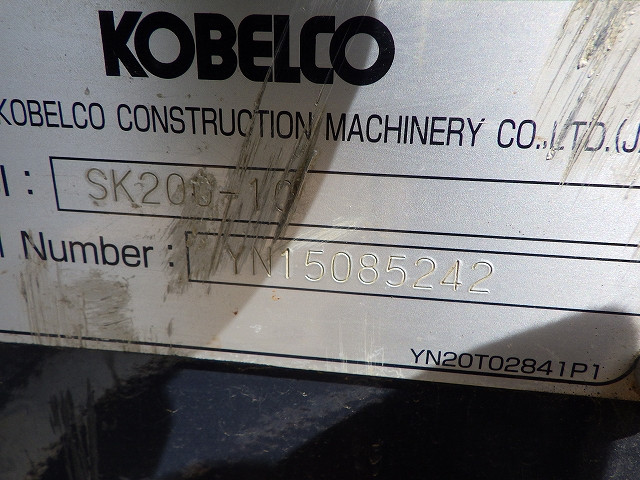 KOBELCO
KOBELCO CONSTRUCTION MACHINERY CO.,LTD.(J
l : SK200-10
l Number : YN15085242
YN20T02841P1